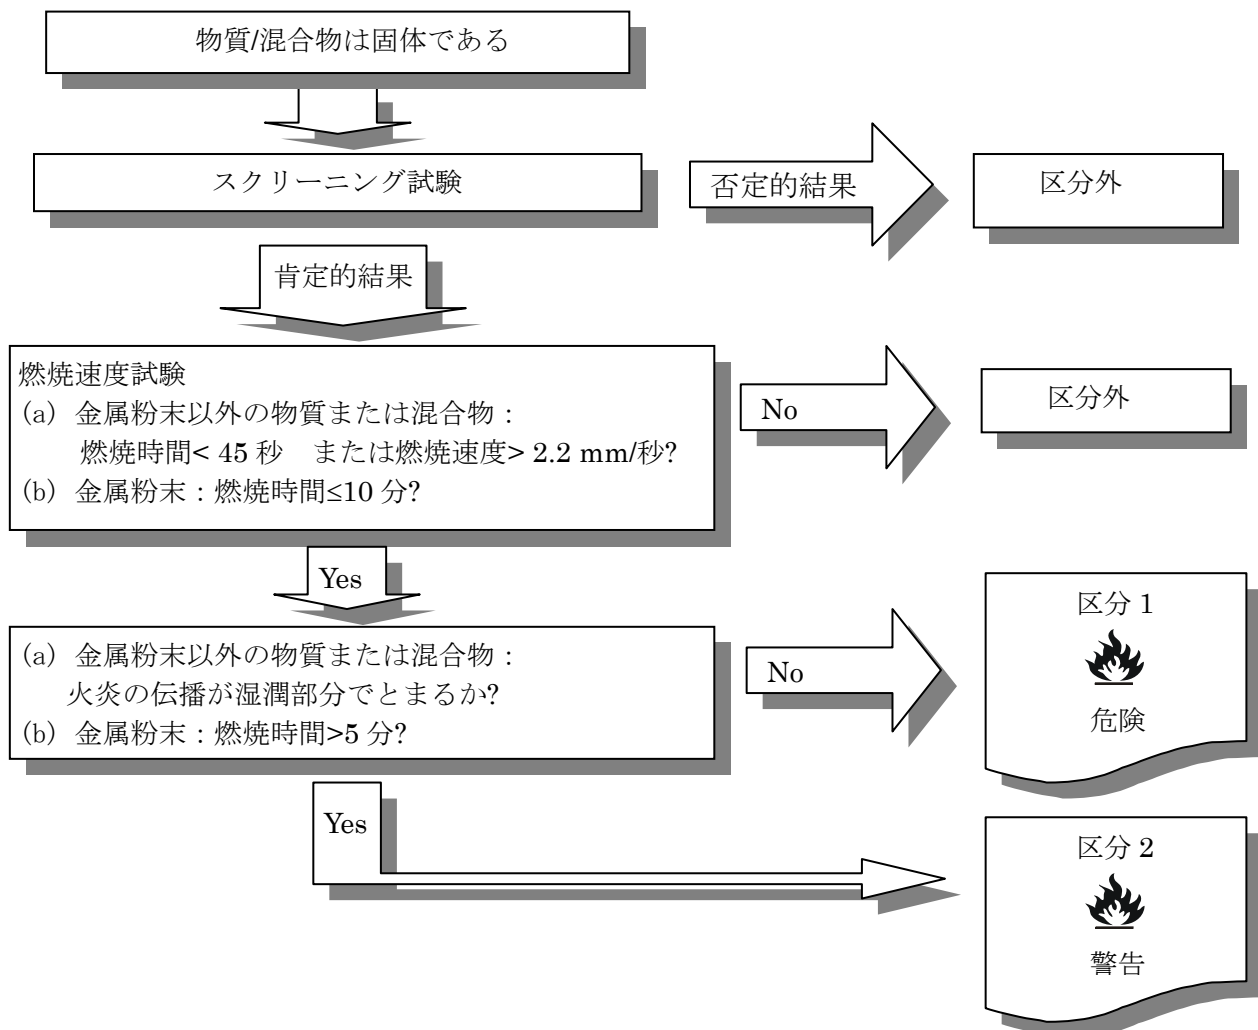 物質/混合物は固体である
スクリーニング試験
否定的結果
区分外
肯定的結果
燃焼速度試験
(a) 金属粉末以外の物質または混合物：
燃焼時間< 45 秒　または燃焼速度> 2.2 mm/秒?
(b) 金属粉末：燃焼時間≤10 分?
No
区分外
Yes
(a) 金属粉末以外の物質または混合物：
火炎の伝播が湿潤部分でとまるか?
(b) 金属粉末：燃焼時間>5 分?
No
区分 1
危険
Yes
区分 2
警告